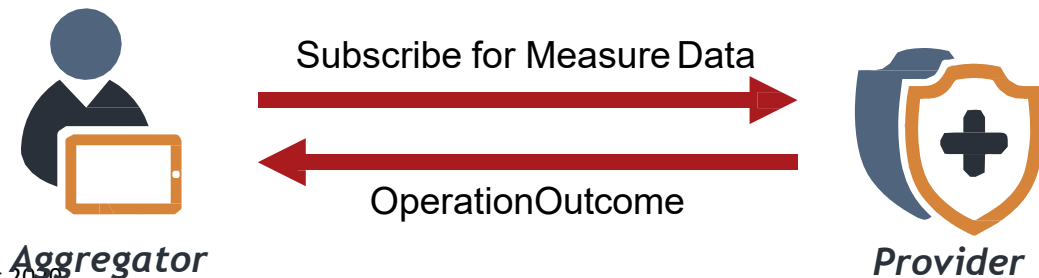 Subscribe for Measure Data
OperationOutcome
Aggregator
Provider